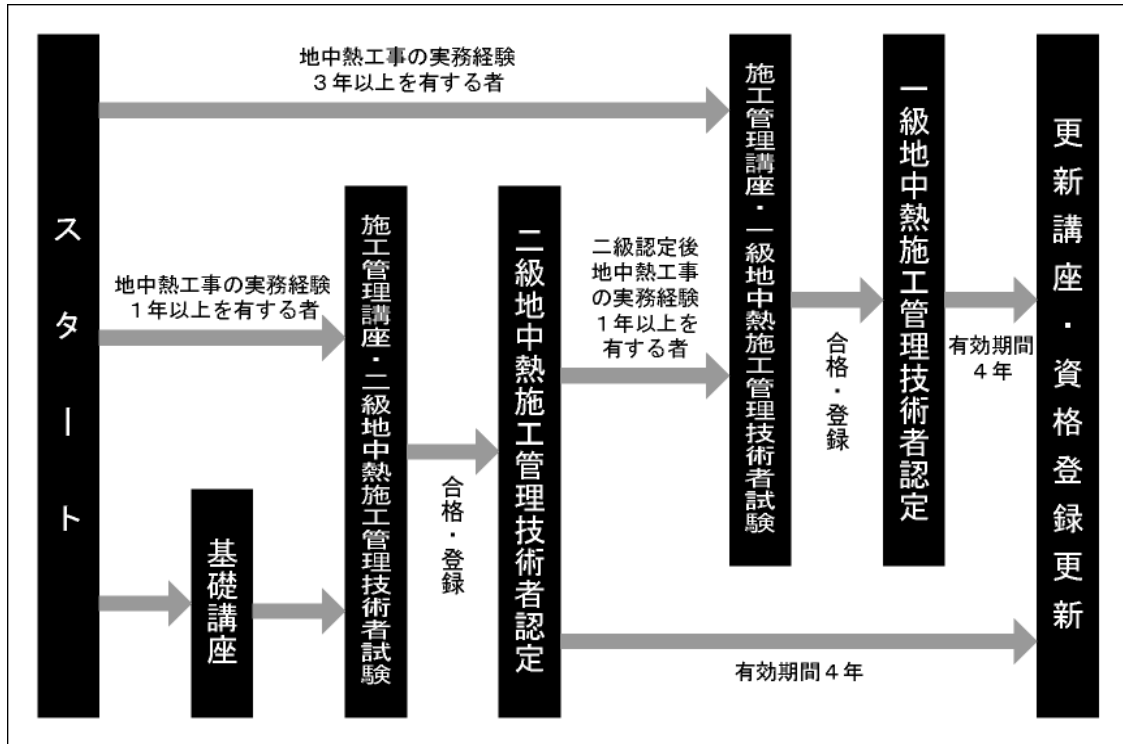 スタート
地中熱工事の実務経験
３年以上を有する者
地中熱工事の実務経験
１年以上を有する者
基礎講座
施工管理講座・二級地中熱施工管理技術者試験
合格・登録
二級地中熱施工管理技術者認定
二級認定後
地中熱工事
の実務経験
１年以上を
有する者
施工管理講座・一級地中熱施工管理技術者試験
合格・登録
一級地中熱施工管理技術者認定
有効期間
４年
有効期間４年
更新講座・資格登録更新